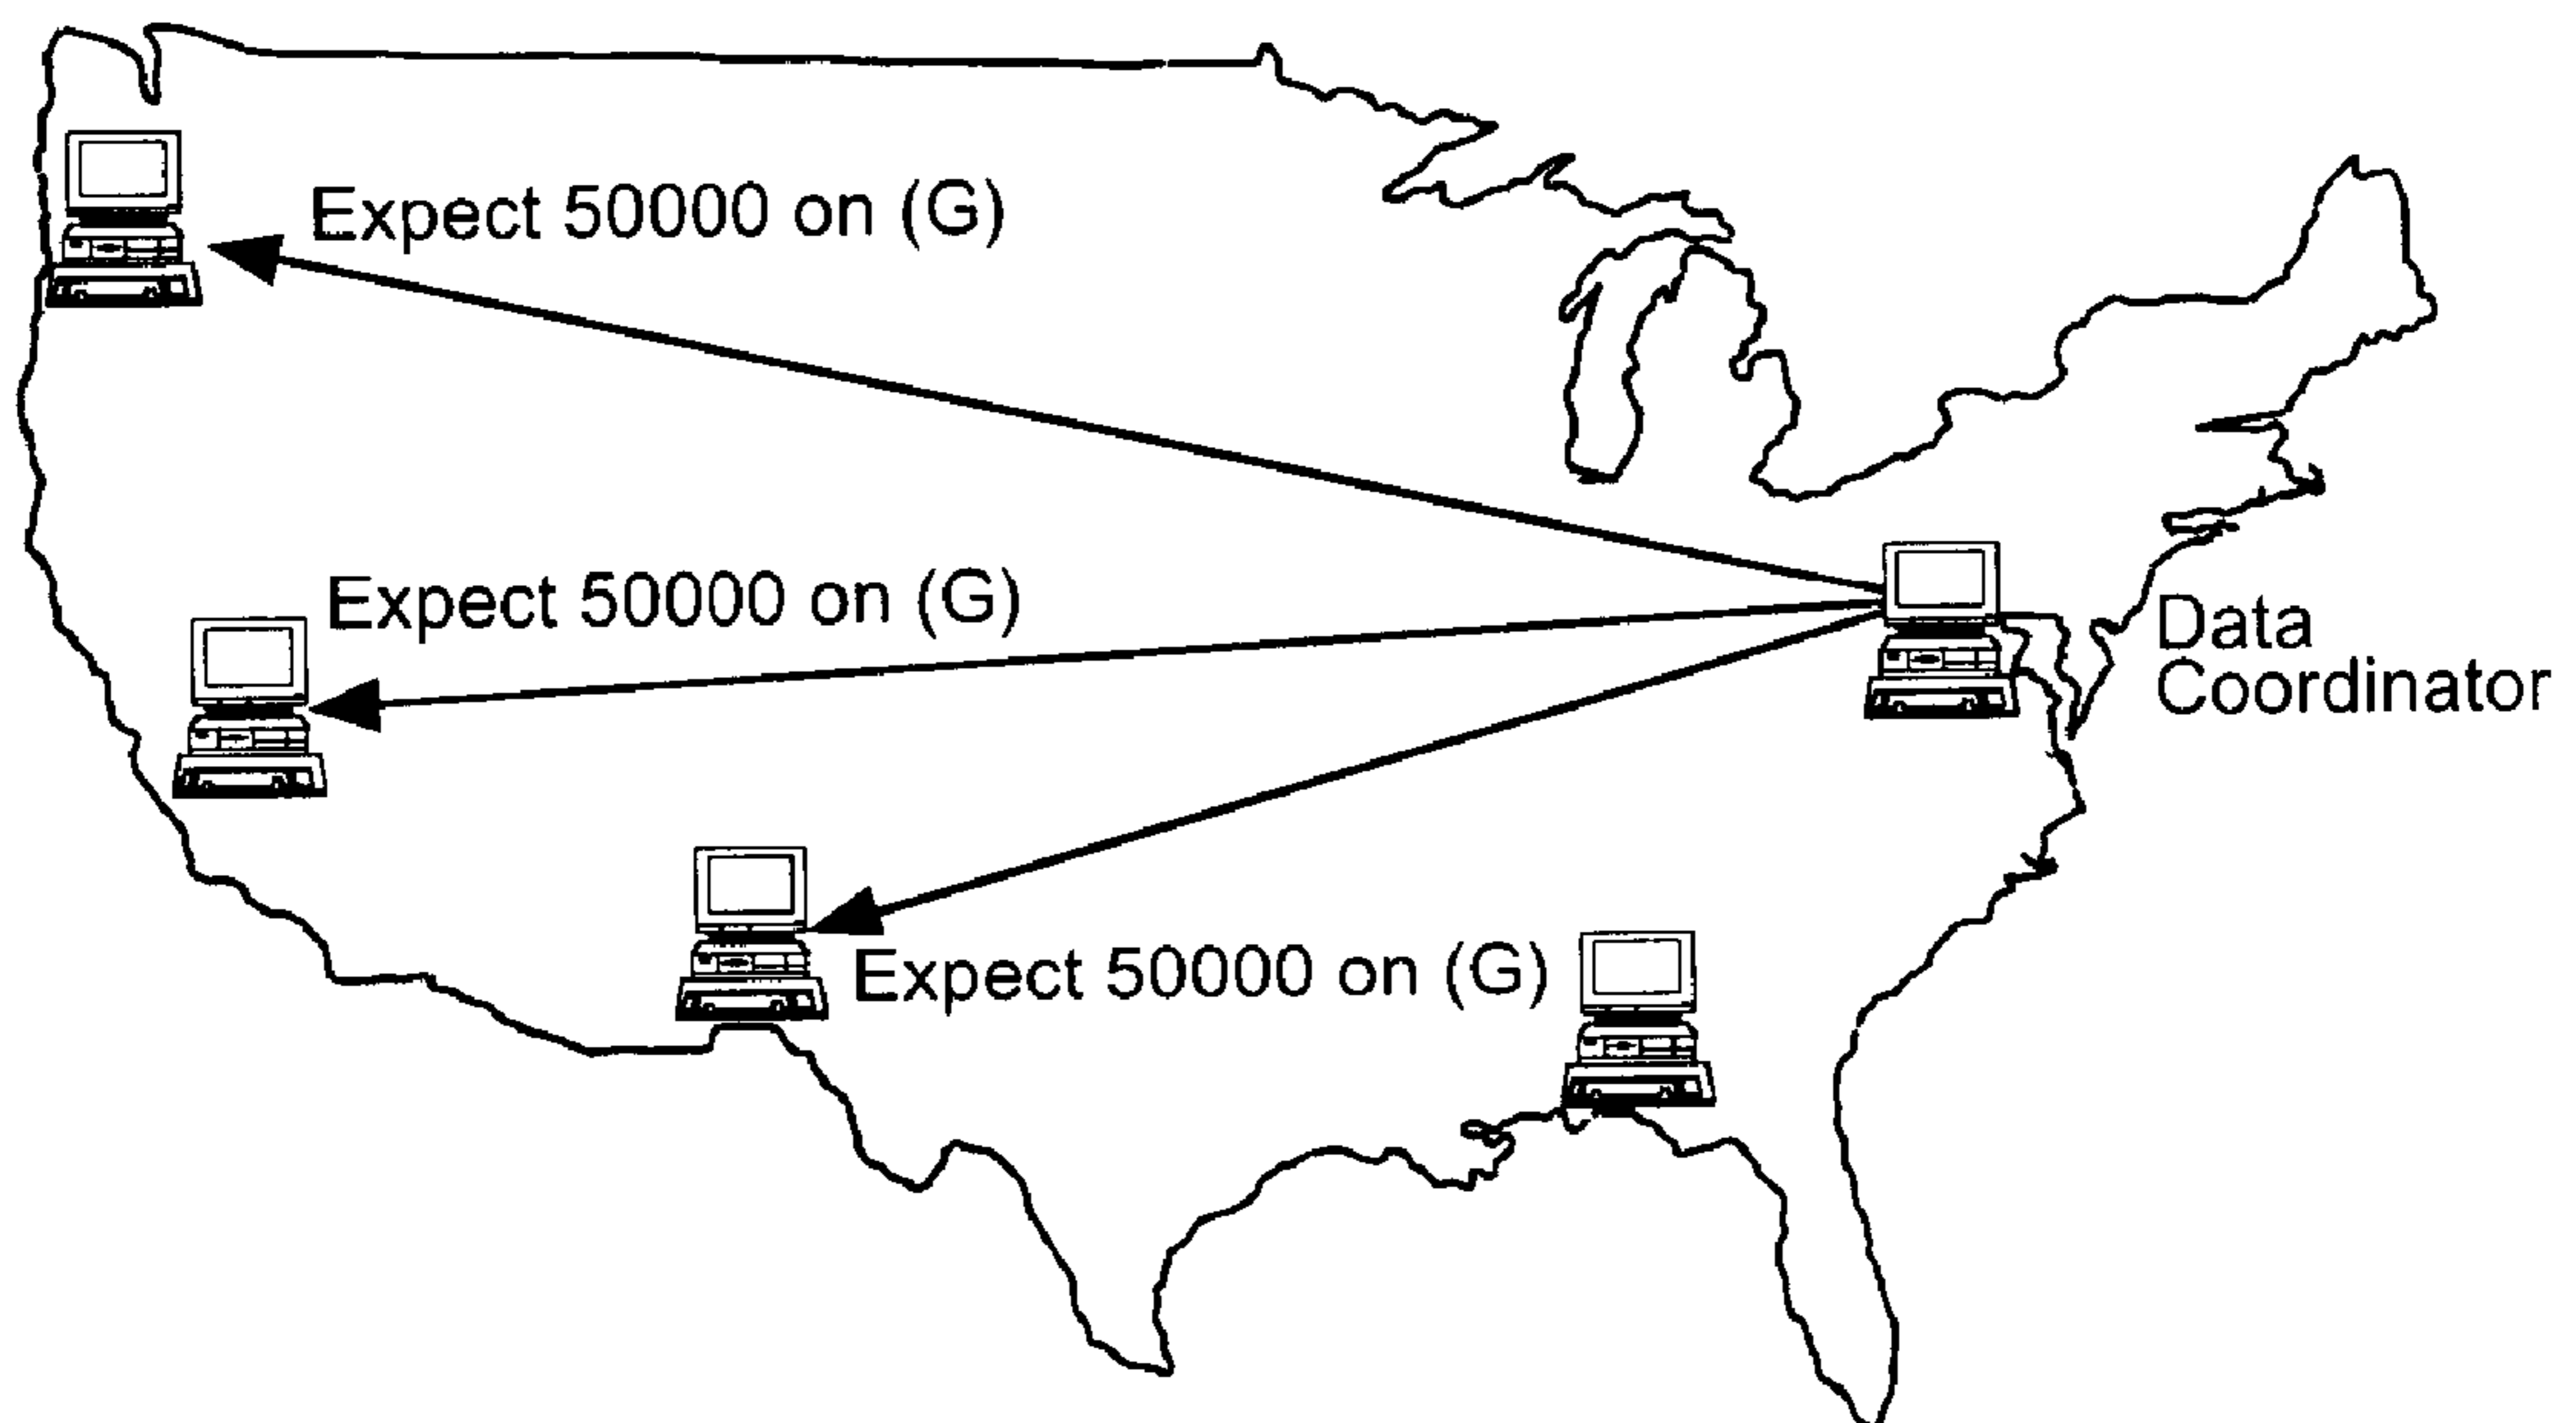 Expect 50000 on (G)
Expect 50000 on (G)
Data
Coordinator
Expect 50000 on (G)